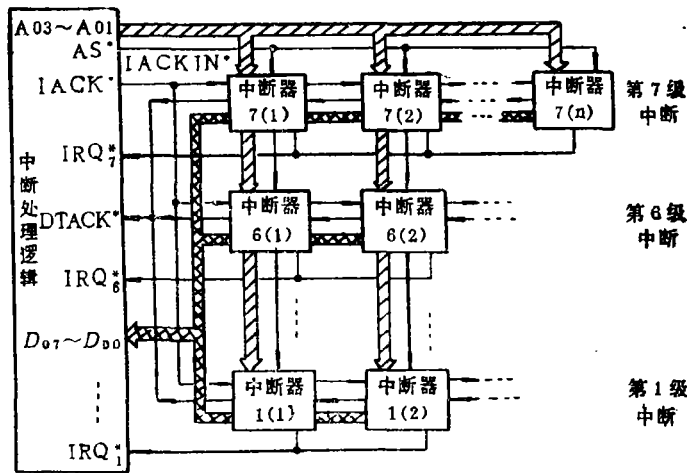 A03～A01
AS*
IACKIN*
IACK*
中断器
7(1)
中断器
7(2)
中断器
7(n)
第7级
中断
IRQ*7
中断处理逻辑
中断器
6(1)
中断器
6(2)
第6级
中断
DTACK*
IRQ*6
D07～D00
中断器
1(1}
中断器
1(2)
第1级
中断
IRQ*1